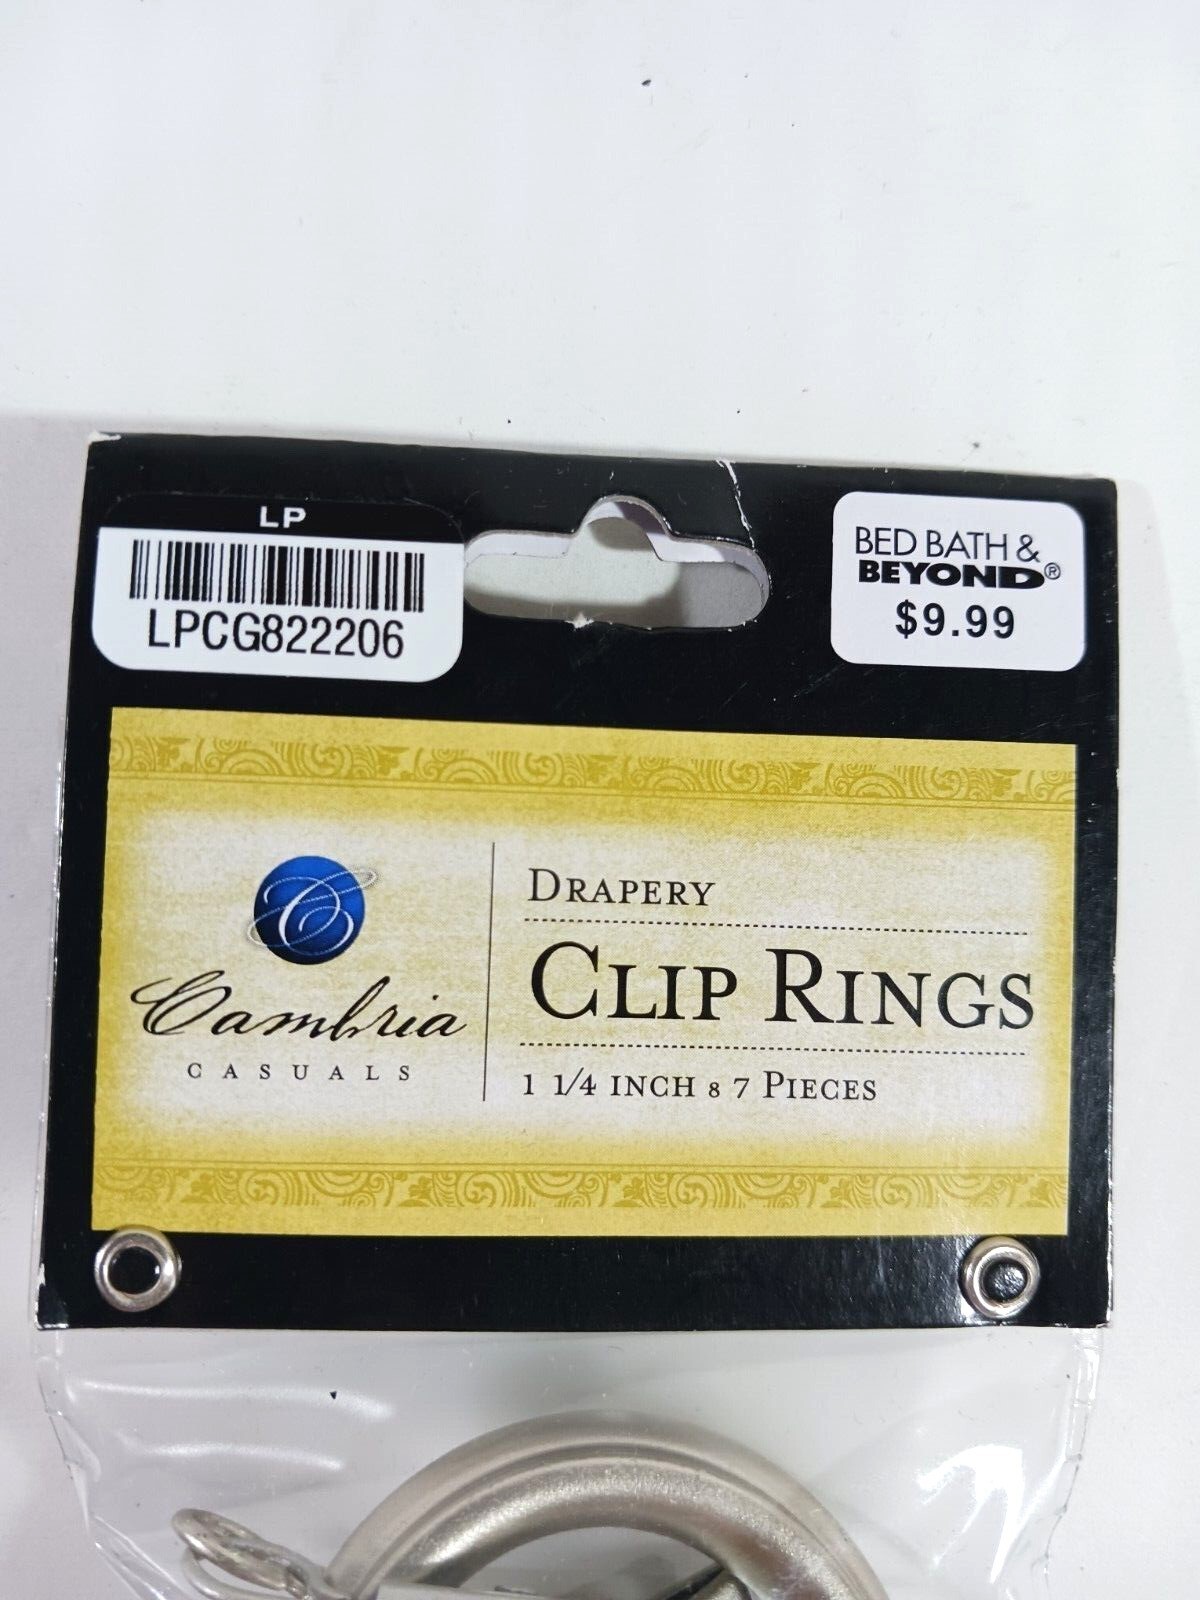 LP
LPCG822206
BED BATH &
BEYOND®
$9.99
C
Cambria
CASUALS
DRAPERY
CLIP RINGS
1 1/4 INCH 8 7 PIECES